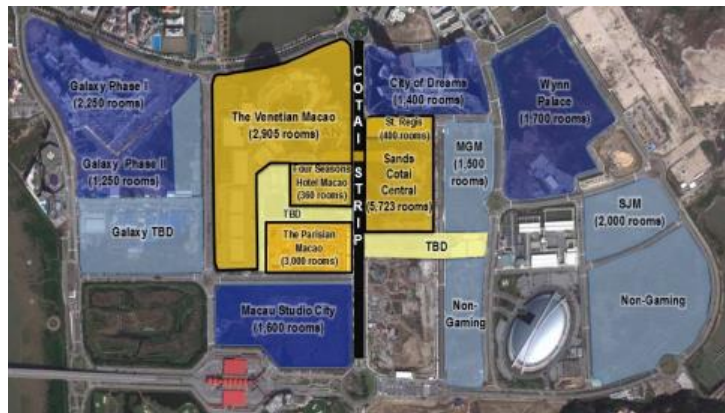 Galaxy Phase I
(2,250 rooms)
Galaxy Phase II
(1,250 rooms)
Galaxy TBD
The Venetian Macao
(2,905 rooms)
Four Seasons
Hotel Macao
(360 rooms)
TBD
The Parisian
Macao
(3,000 rooms)
Macau Studio City
(1,600 rooms)
COTAI STRIP
City of Dreams
(1,400 rooms)
St. Regis
(400 rooms)
Sands
Cotai
Central
(5,723 rooms)
TBD
MGM
(1,500
rooms)
Non-
Gaming
Wynn
Palace
(1,700 rooms)
SJM
(2,000 rooms)
Non-Gaming